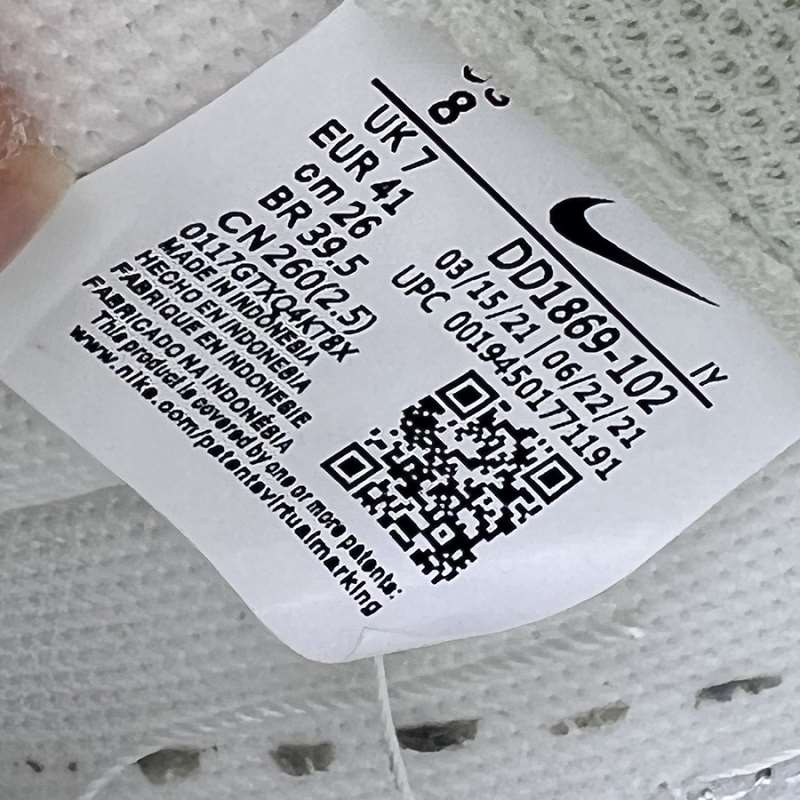 US
8
UK 7
EUR 41
cm 26
BR 39.5
CN 260(2.5)
0117GTXQ4KT8X
MADE IN INDONESIA
HECHO EN INDONESIA
FABRIQUE EN INDONESIE
FABRICADO NA INDONÉSIA
This product is covered by one or more patents:
www.nike.com/patentsvirtualmarking
DD1869-102
IY
03/15/21 | 06/22/21
UPC 00194501771191